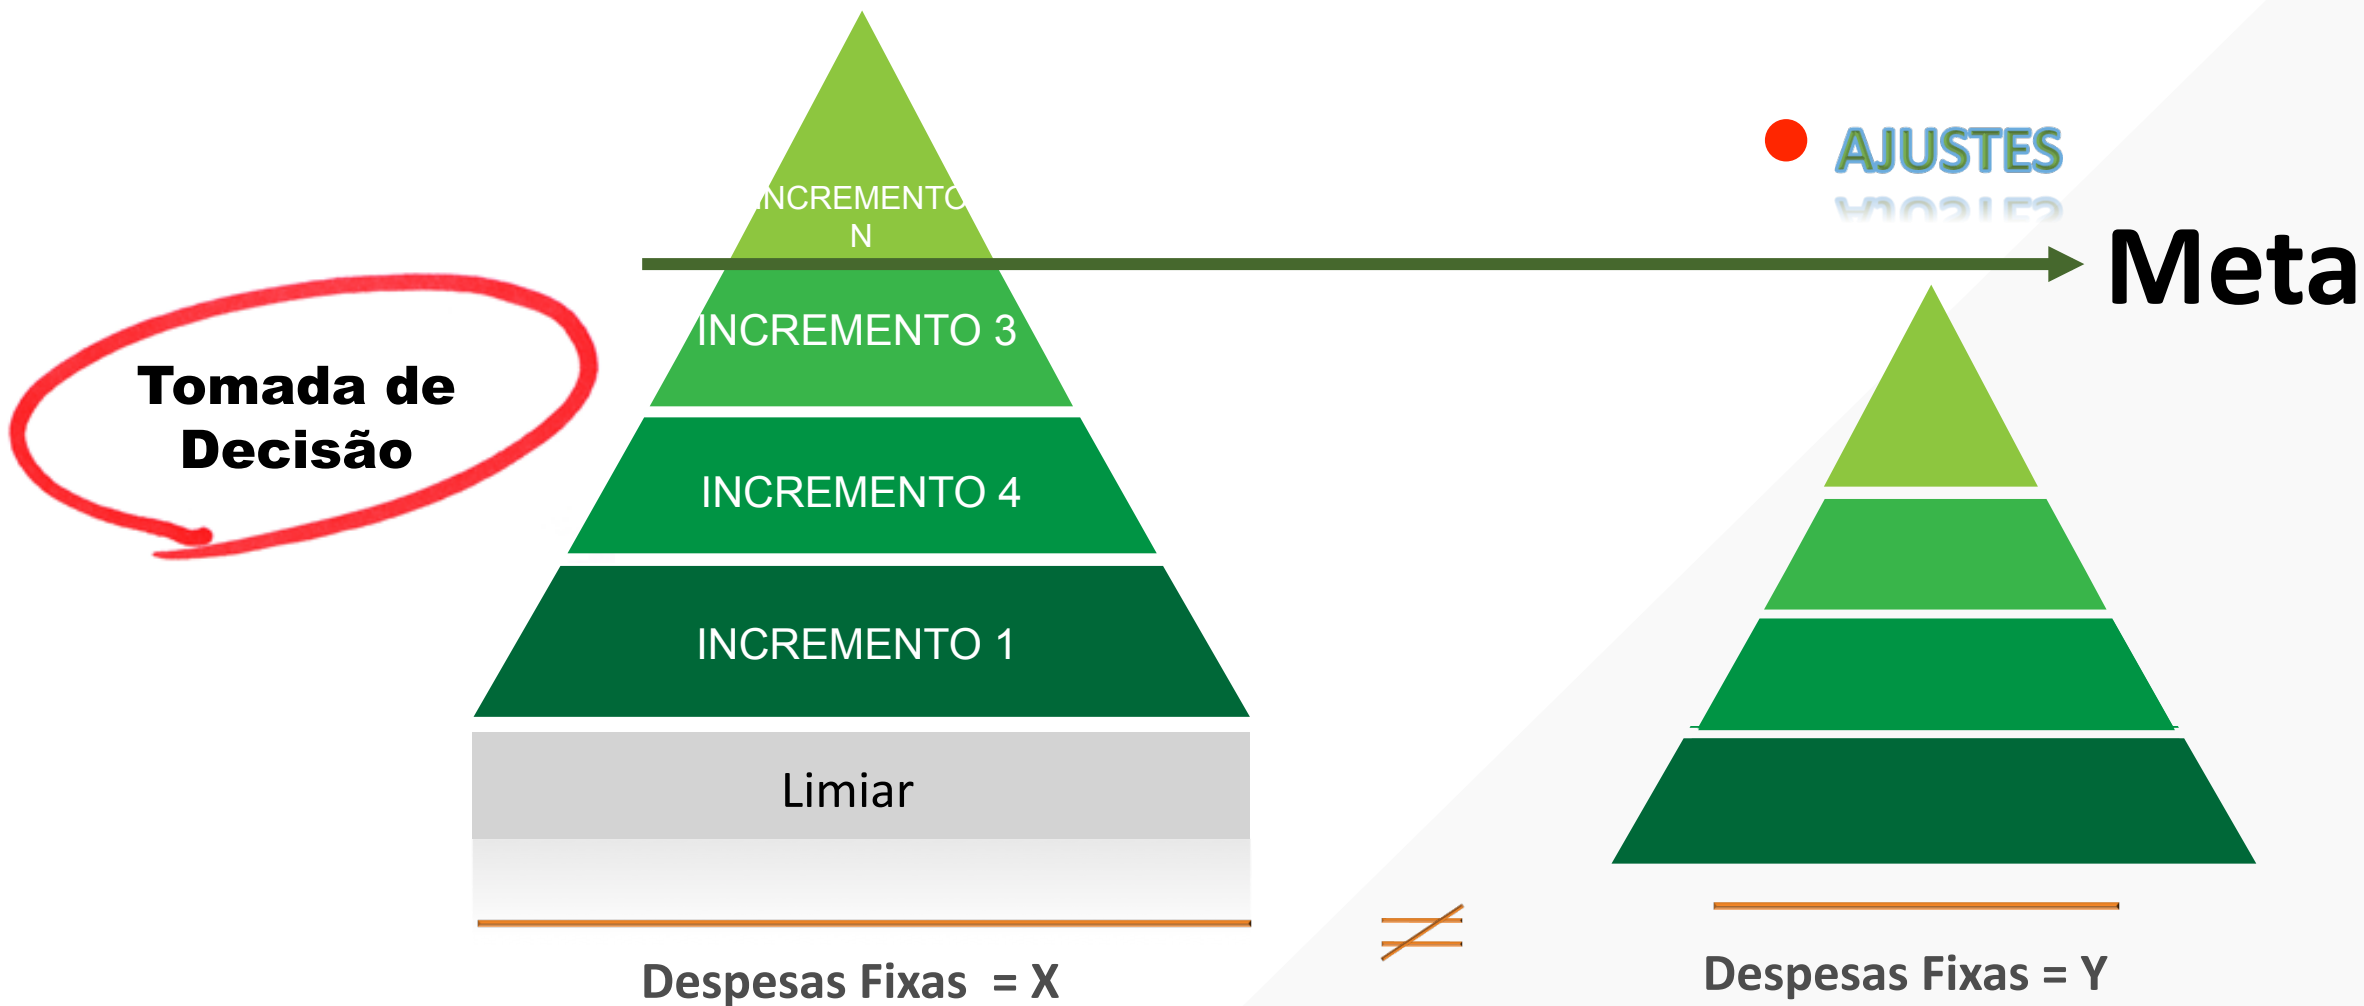 AJUSTES
Meta
INCREMENTO
N
INCREMENTO 3
Tomada de
Decisão
INCREMENTO 4
INCREMENTO 1
Limiar
≠
Despesas Fixas = X
Despesas Fixas = Y